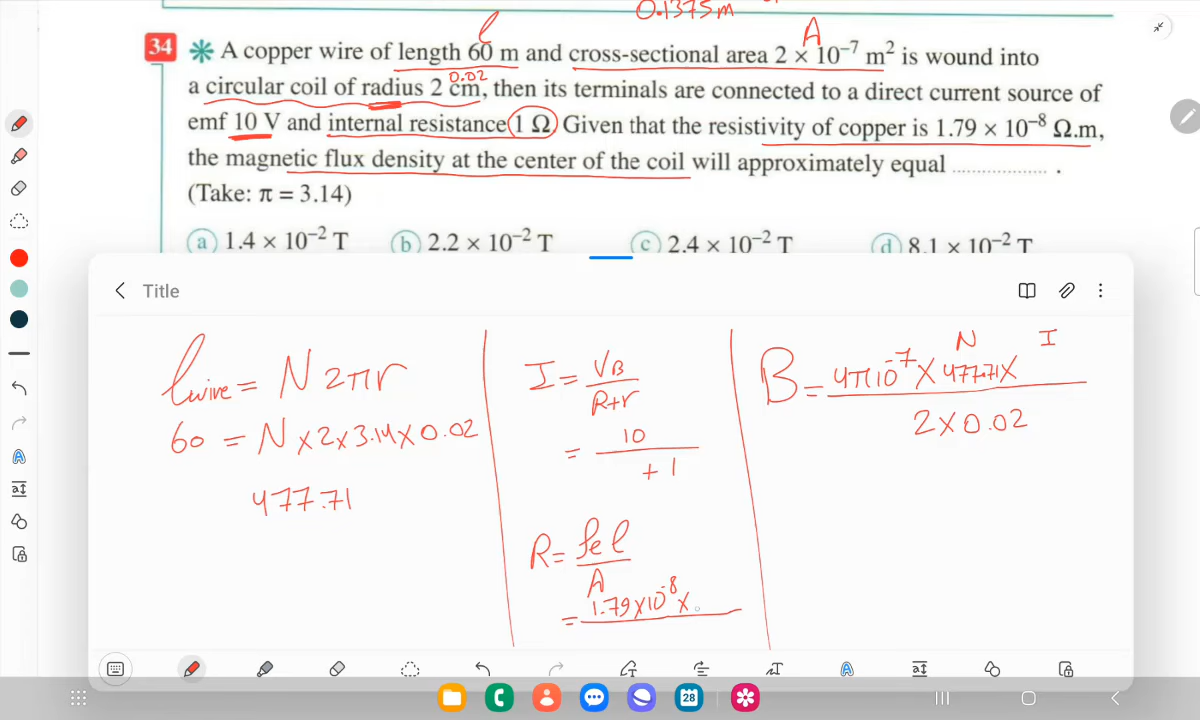 0.1375m
l
A
34 A copper wire of length 60 m and cross-sectional area 2 × 10⁻⁷ m² is wound into
0.02
a circular coil of radius 2 cm, then its terminals are connected to a direct current source of
emf 10 V and internal resistance 1 Ω. Given that the resistivity of copper is 1.79 × 10⁻⁸ Ω.m,
the magnetic flux density at the center of the coil will approximately equal ................... .
(Take: π = 3.14)
a 1.4 × 10⁻² T b 2.2 × 10⁻² T c 2.4 × 10⁻² T d 8.1 × 10⁻² T
Title
l wire = N 2πr
60 = N × 2 × 3.14 × 0.02
477.71
I = VB / R+r
= 10 / + 1
R = ρe l / A
= 1.79×10⁻⁸ ×
N I
B = 4π10⁻⁷ × 477.71 × / 2 × 0.02
28